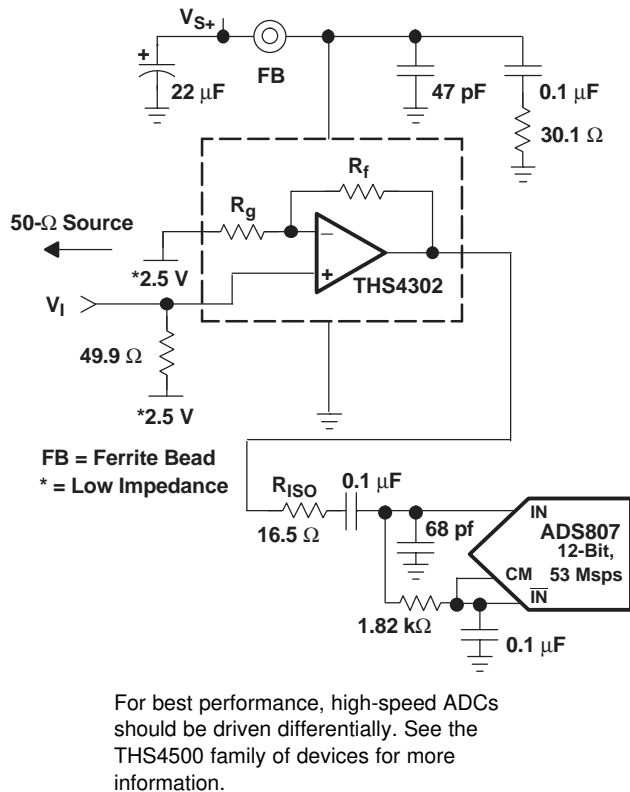 VS+
+
22 μF
FB
47 pF
0.1 μF
30.1 Ω
Rf
Rg
50-Ω Source
–
+
*2.5 V
THS4302
VI
49.9 Ω
*2.5 V
FB = Ferrite Bead
* = Low Impedance
RISO
0.1 μF
16.5 Ω
68 pf
IN
ADS807
12-Bit,
53 Msps
CM
IN
1.82 kΩ
0.1 μF
For best performance, high-speed ADCs
should be driven differentially. See the
THS4500 family of devices for more
information.